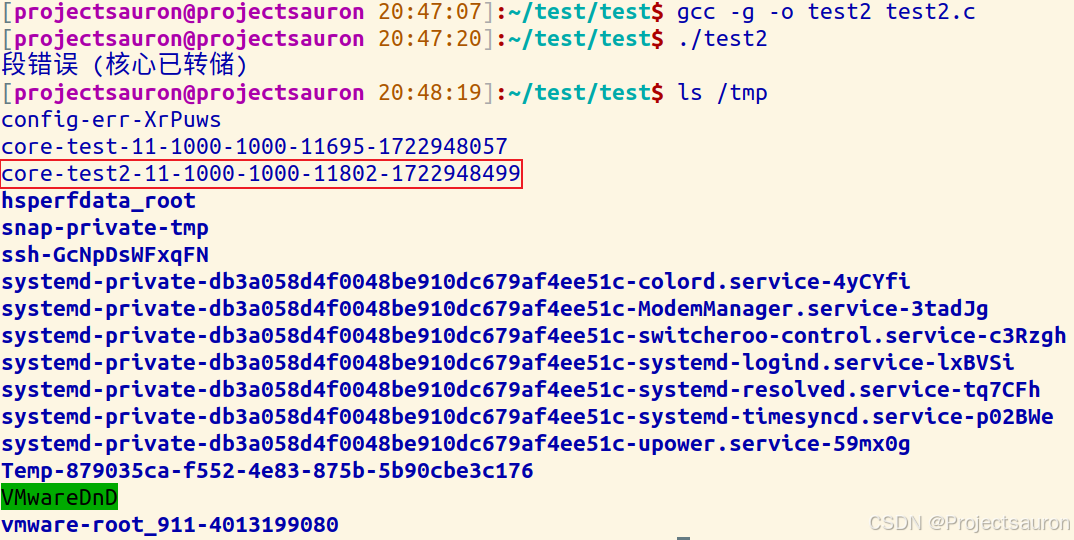 [projectsauron@projectsauron 20:47:07]:~/test/test$ gcc -g -o test2 test2.c
[projectsauron@projectsauron 20:47:20]:~/test/test$ ./test2
段错误 (核心已转储)
[projectsauron@projectsauron 20:48:19]:~/test/test$ ls /tmp
config-err-XrPuws
core-test-11-1000-1000-11695-1722948057
core-test2-11-1000-1000-11802-1722948499
hsperfdata_root
snap-private-tmp
ssh-GcNpDsWFxqFN
systemd-private-db3a058d4f0048be910dc679af4ee51c-colord.service-4yCYfi
systemd-private-db3a058d4f0048be910dc679af4ee51c-ModemManager.service-3tadJg
systemd-private-db3a058d4f0048be910dc679af4ee51c-switcheroo-control.service-c3Rzgh
systemd-private-db3a058d4f0048be910dc679af4ee51c-systemd-logind.service-lxBVSi
systemd-private-db3a058d4f0048be910dc679af4ee51c-systemd-resolved.service-tq7CFh
systemd-private-db3a058d4f0048be910dc679af4ee51c-systemd-timesyncd.service-p02BWe
systemd-private-db3a058d4f0048be910dc679af4ee51c-upower.service-59mx0g
Temp-879035ca-f552-4e83-875b-5b90cbe3c176
VMwareDnD
vmware-root_911-4013199080
CSDN @Projectsauron